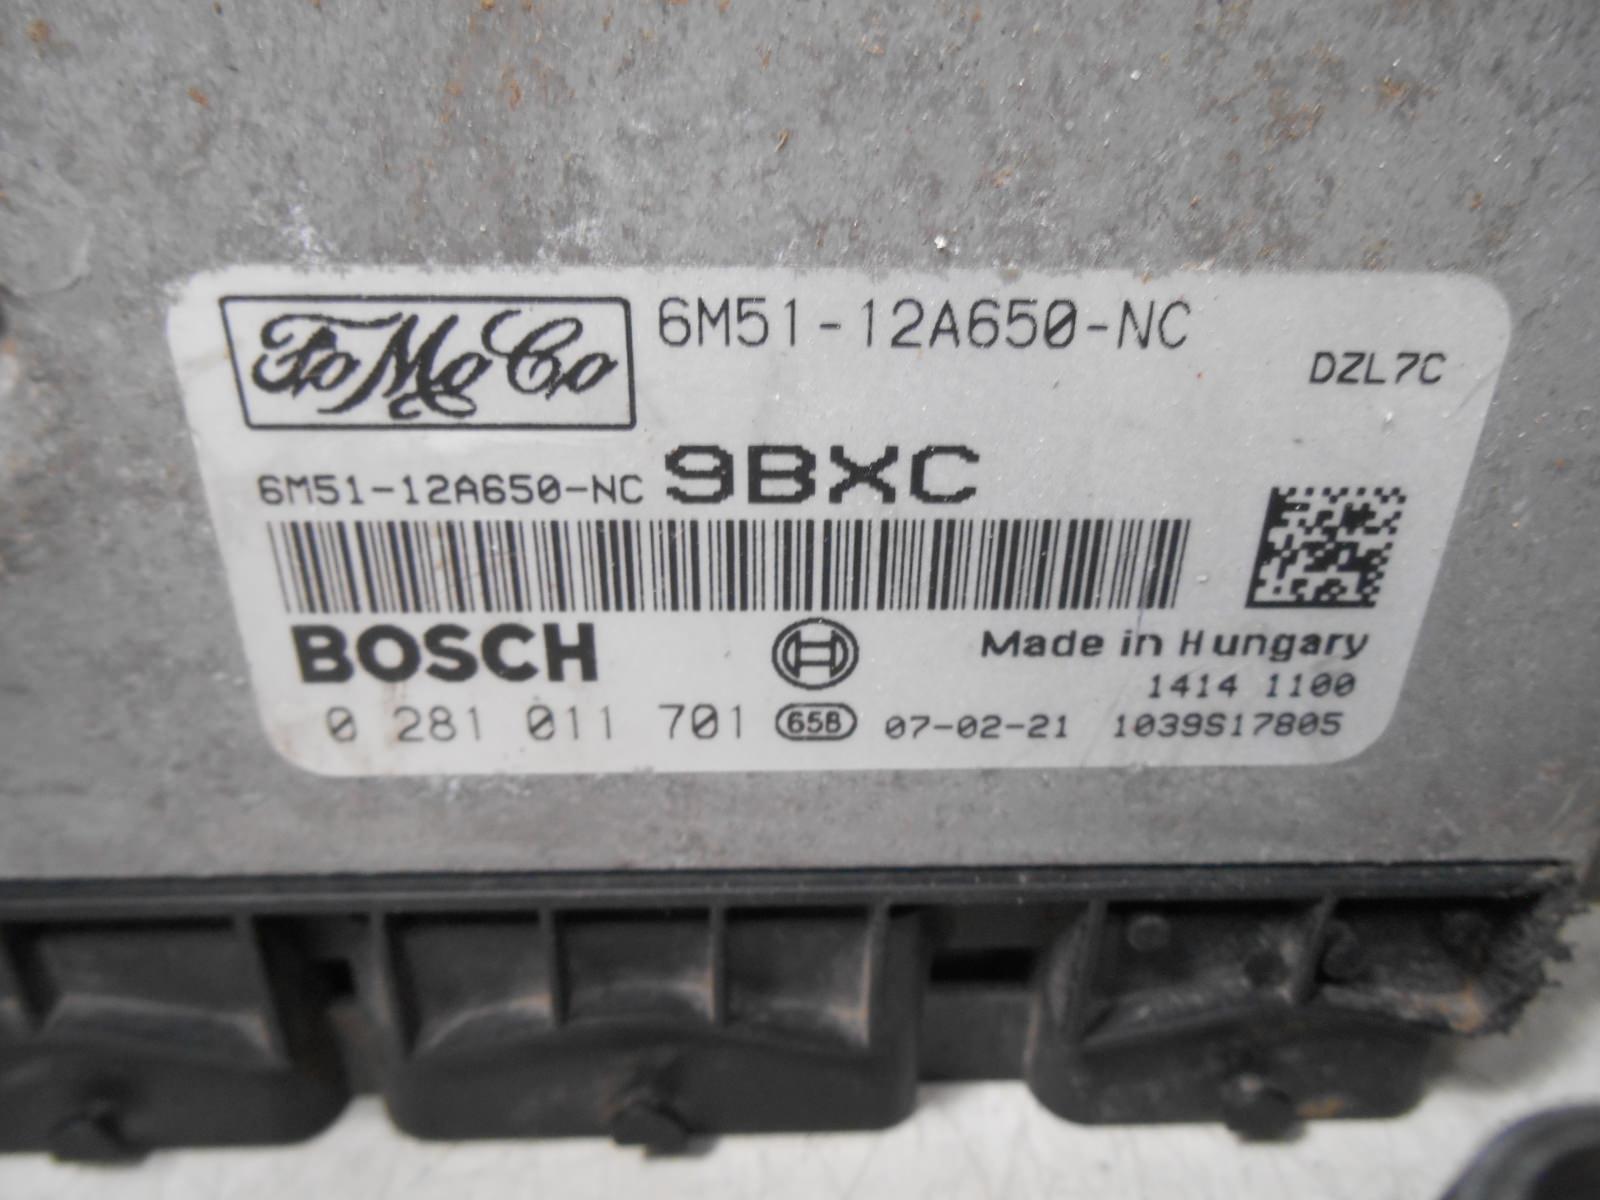 FoMoCo 6M51-12A650-NC
DZL7C
6M51-12A650-NC 9BXC
BOSCH
Made in Hungary
1414 1100
0 281 011 701 65B 07-02-21 1039S17805